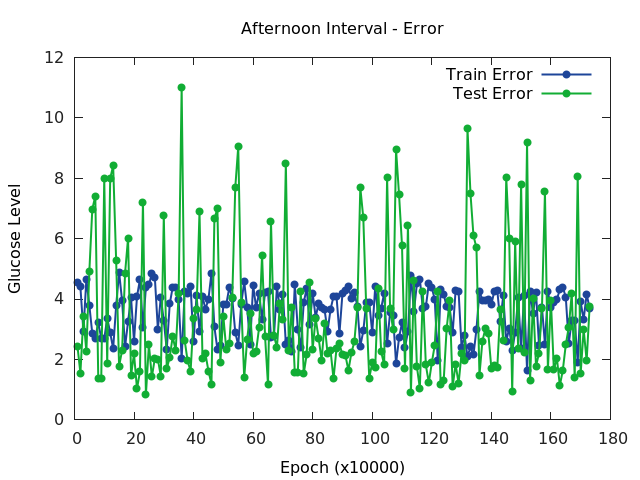 Afternoon Interval - Error
12
10
8
6
4
2
0
Glucose Level
Train Error
Test Error
0 20 40 60 80 100 120 140 160 180
Epoch (x10000)